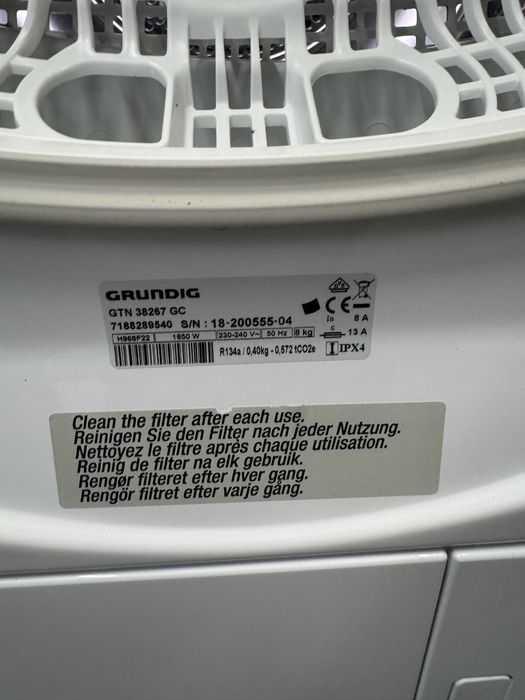 GRUNDIG
GTN 38267 GC
7188289540 S/N : 18-200555-04
H968F22 1850 W 230-240 V~ 50 Hz 8 kg
R134a / 0,40kg - 0,572 tCO2e
OVE
CE
In 8 A
13 A
IPX4
Clean the filter after each use.
Reinigen Sie den Filter nach jeder Nutzung.
Nettoyez le filtre après chaque utilisation.
Reinig de filter na elk gebruik.
Rengør filteret efter hver gang.
Rengör filtret efter varje gång.